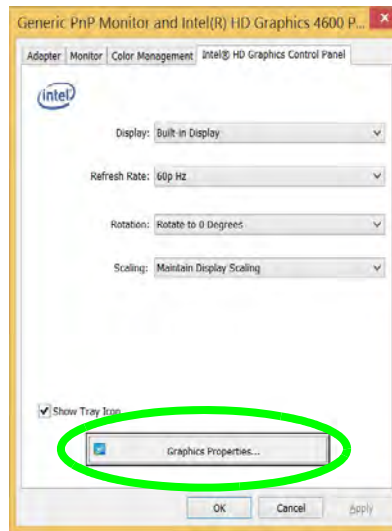 Generic PnP Monitor and Intel(R) HD Graphics 4600 P...
Adapter Monitor Color Management Intel® HD Graphics Control Panel
intel
Display: Built-in Display
Refresh Rate: 60p Hz
Rotation: Rotate to 0 Degrees
Scaling: Maintain Display Scaling
Show Tray Icon
Graphics Properties...
OK Cancel Apply